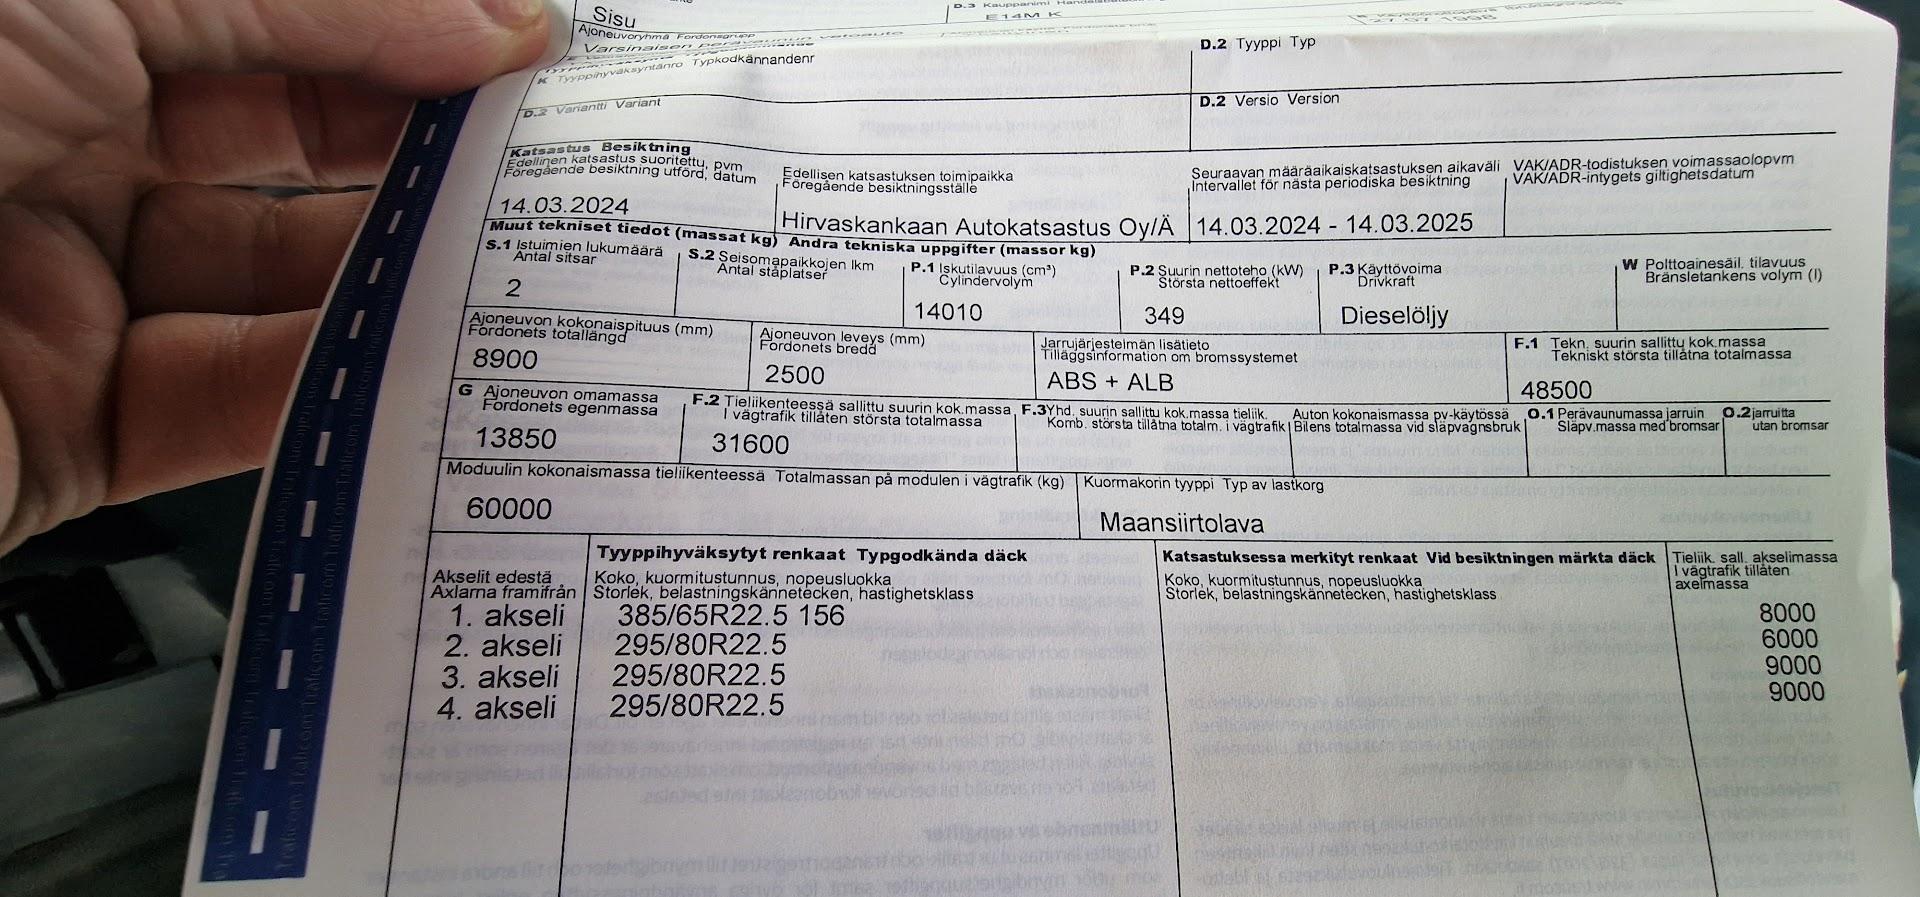 Sisu
D.3 Kauppanimi
E14M K
27.07.1998
Ajoneuvoryhmä Fordonsgrupp
Varsinaisen perävaunun vetoauto
K Tyyppihyväksyntänro Typkodkännandenr
D.2 Tyyppi Typ
D.2 Variantti Variant
D.2 Versio Version
Katsastus Besiktning
Edellinen katsastus suoritettu, pvm
Föregående besiktning utförd, datum
14.03.2024
Edellisen katsastuksen toimipaikka
Föregående besiktningsställe
Hirvaskankaan Autokatsastus Oy/Ä
Seuraavan määräaikaiskatsastuksen aikaväli
Intervallet för nästa periodiska besiktning
14.03.2024 - 14.03.2025
VAK/ADR-todistuksen voimassaolopvm
VAK/ADR-intygets giltighetsdatum
Muut tekniset tiedot (massat kg) Andra tekniska uppgifter (massor kg)
S.1 Istuimien lukumäärä
Antal sitsar
2
S.2 Seisomapaikkojen lkm
Antal ståplatser
P.1 Iskutilavuus (cm³)
Cylindervolym
14010
P.2 Suurin nettoteho (kW)
Största nettoeffekt
349
P.3 Käyttövoima
Drivkraft
Dieselöljy
W Polttoainesäil. tilavuus
Bränsletankens volym (l)
Ajoneuvon kokonaispituus (mm)
Fordonets totallängd
8900
Ajoneuvon leveys (mm)
Fordonets bredd
2500
Jarrujärjestelmän lisätieto
Tilläggsinformation om bromssystemet
ABS + ALB
F.1 Tekn. suurin sallittu kok.massa
Tekniskt största tillåtna totalmassa
48500
G Ajoneuvon omamassa
Fordonets egenmassa
13850
F.2 Tieliikenteessä sallittu suurin kok.massa
I vägtrafik tillåten största totalmassa
31600
F.3 Yhd. suurin sallittu kok.massa tieliik.
Komb. största tillåtna totalm. i vägtrafik
Auton kokonaismassa pv-käytössä
Bilens totalmassa vid släpvagnsbruk
O.1 Perävaunumassa jarruin
Släpv.massa med bromsar
O.2 jarruitta
utan bromsar
Moduulin kokonaismassa tieliikenteessä Totalmassan på modulen i vägtrafik (kg)
60000
Kuormakorin tyyppi Typ av lastkorg
Maansiirtolava
Akselit edestä
Axlarna framifrån
Tyyppihyväksytyt renkaat Typgodkända däck
Koko, kuormitustunnus, nopeusluokka
Storlek, belastningskännetecken, hastighetsklass
Katsastuksessa merkityt renkaat Vid besiktningen märkta däck
Koko, kuormitustunnus, nopeusluokka
Storlek, belastningskännetecken, hastighetsklass
Tieliik. sall. akselimassa
I vägtrafik tillåten
axelmassa
1. akseli 385/65R22.5 156 8000
2. akseli 295/80R22.5 6000
3. akseli 295/80R22.5 9000
4. akseli 295/80R22.5 9000